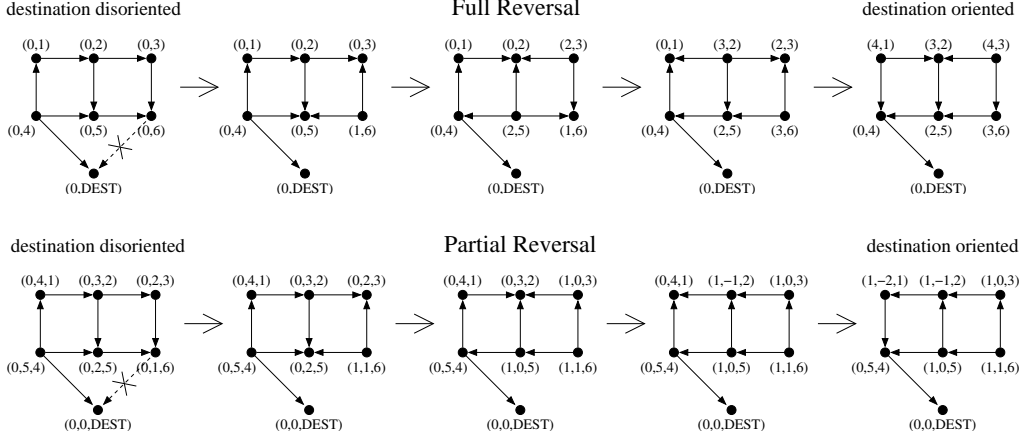 destination disoriented Full Reversal destination oriented
(0,1) (0,2) (0,3) (0,1) (0,2) (0,3) (0,1) (0,2) (2,3) (0,1) (3,2) (2,3) (4,1) (3,2) (4,3)
(0,4) (0,5) (0,6) (0,4) (0,5) (1,6) (0,4) (2,5) (1,6) (0,4) (2,5) (3,6) (0,4) (2,5) (3,6)
(0,DEST) (0,DEST) (0,DEST) (0,DEST) (0,DEST)
destination disoriented Partial Reversal destination oriented
(0,4,1) (0,3,2) (0,2,3) (0,4,1) (0,3,2) (0,2,3) (0,4,1) (0,3,2) (1,0,3) (0,4,1) (1,−1,2) (1,0,3) (1,−2,1) (1,−1,2) (1,0,3)
(0,5,4) (0,2,5) (0,1,6) (0,5,4) (0,2,5) (1,1,6) (0,5,4) (1,0,5) (1,1,6) (0,5,4) (1,0,5) (1,1,6) (0,5,4) (1,0,5) (1,1,6)
(0,0,DEST) (0,0,DEST) (0,0,DEST) (0,0,DEST) (0,0,DEST)